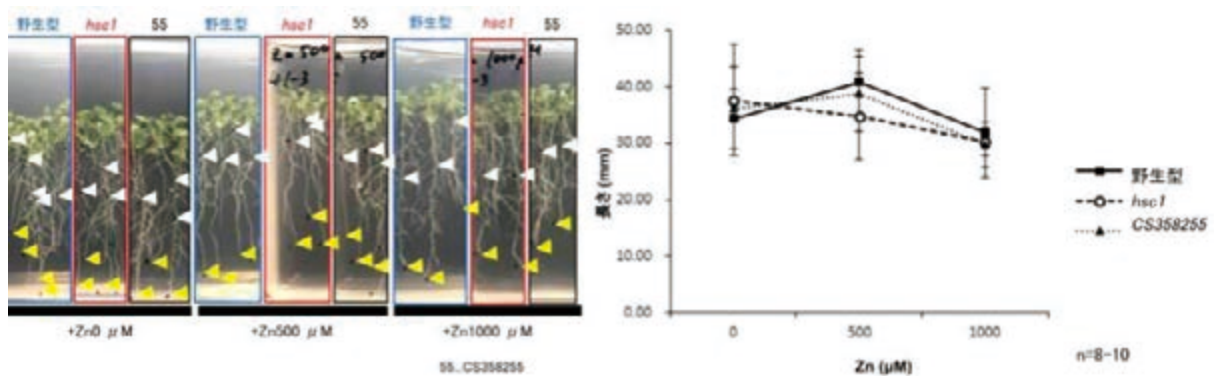 野生型 hsc1 55 野生型 hsc1 55 野生型 hsc1 55
+Zn0 μM +Zn500 μM +Zn1000 μM
55...CS358255
50.00
40.00
30.00
20.00
10.00
0.00
長さ(mm)
0 500 1000
Zn (μM)
野生型
hsc1
CS358255
n=8-10